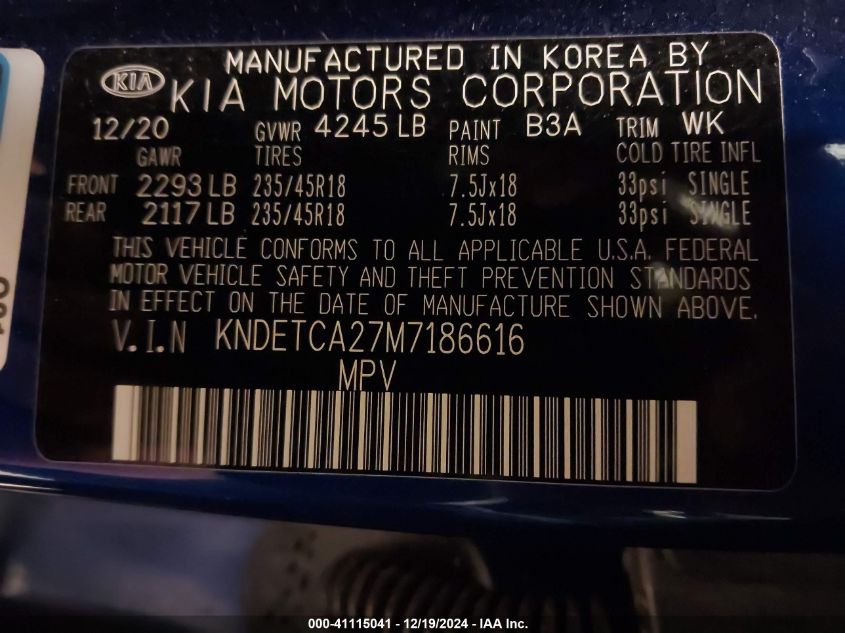 MANUFACTURED IN KOREA BY
KIA KIA MOTORS CORPORATION
12/20 GVWR 4245 LB PAINT B3A TRIM WK
GAWR TIRES RIMS COLD TIRE INFL
FRONT 2293 LB 235/45R18 7.5Jx18 33psi SINGLE
REAR 2117 LB 235/45R18 7.5Jx18 33psi SINGLE
THIS VEHICLE CONFORMS TO ALL APPLICABLE U.S.A. FEDERAL
MOTOR VEHICLE SAFETY AND THEFT PREVENTION STANDARDS
IN EFFECT ON THE DATE OF MANUFACTURE SHOWN ABOVE.
V.I.N KNDETCA27M7186616
MPV
000-41115041 - 12/19/2024 - IAA Inc.